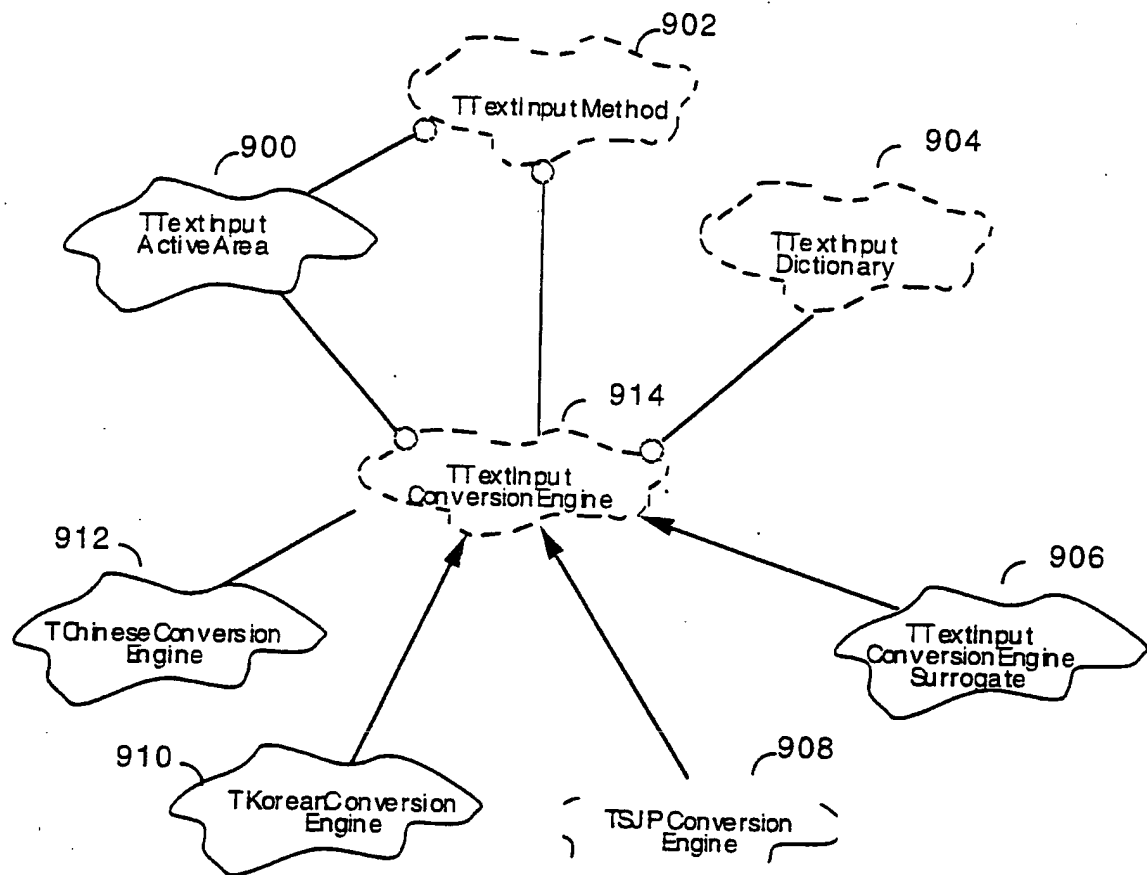 902
TTextInputMethod
900
904
TTextInput
ActiveArea
TTextInput
Dictionary
914
TTextInput
ConversionEngine
912
906
TChineseConversion
Engine
TTextInput
ConversionEngine
Surrogate
910
908
TKoreanConversion
Engine
TSJPConversion
Engine